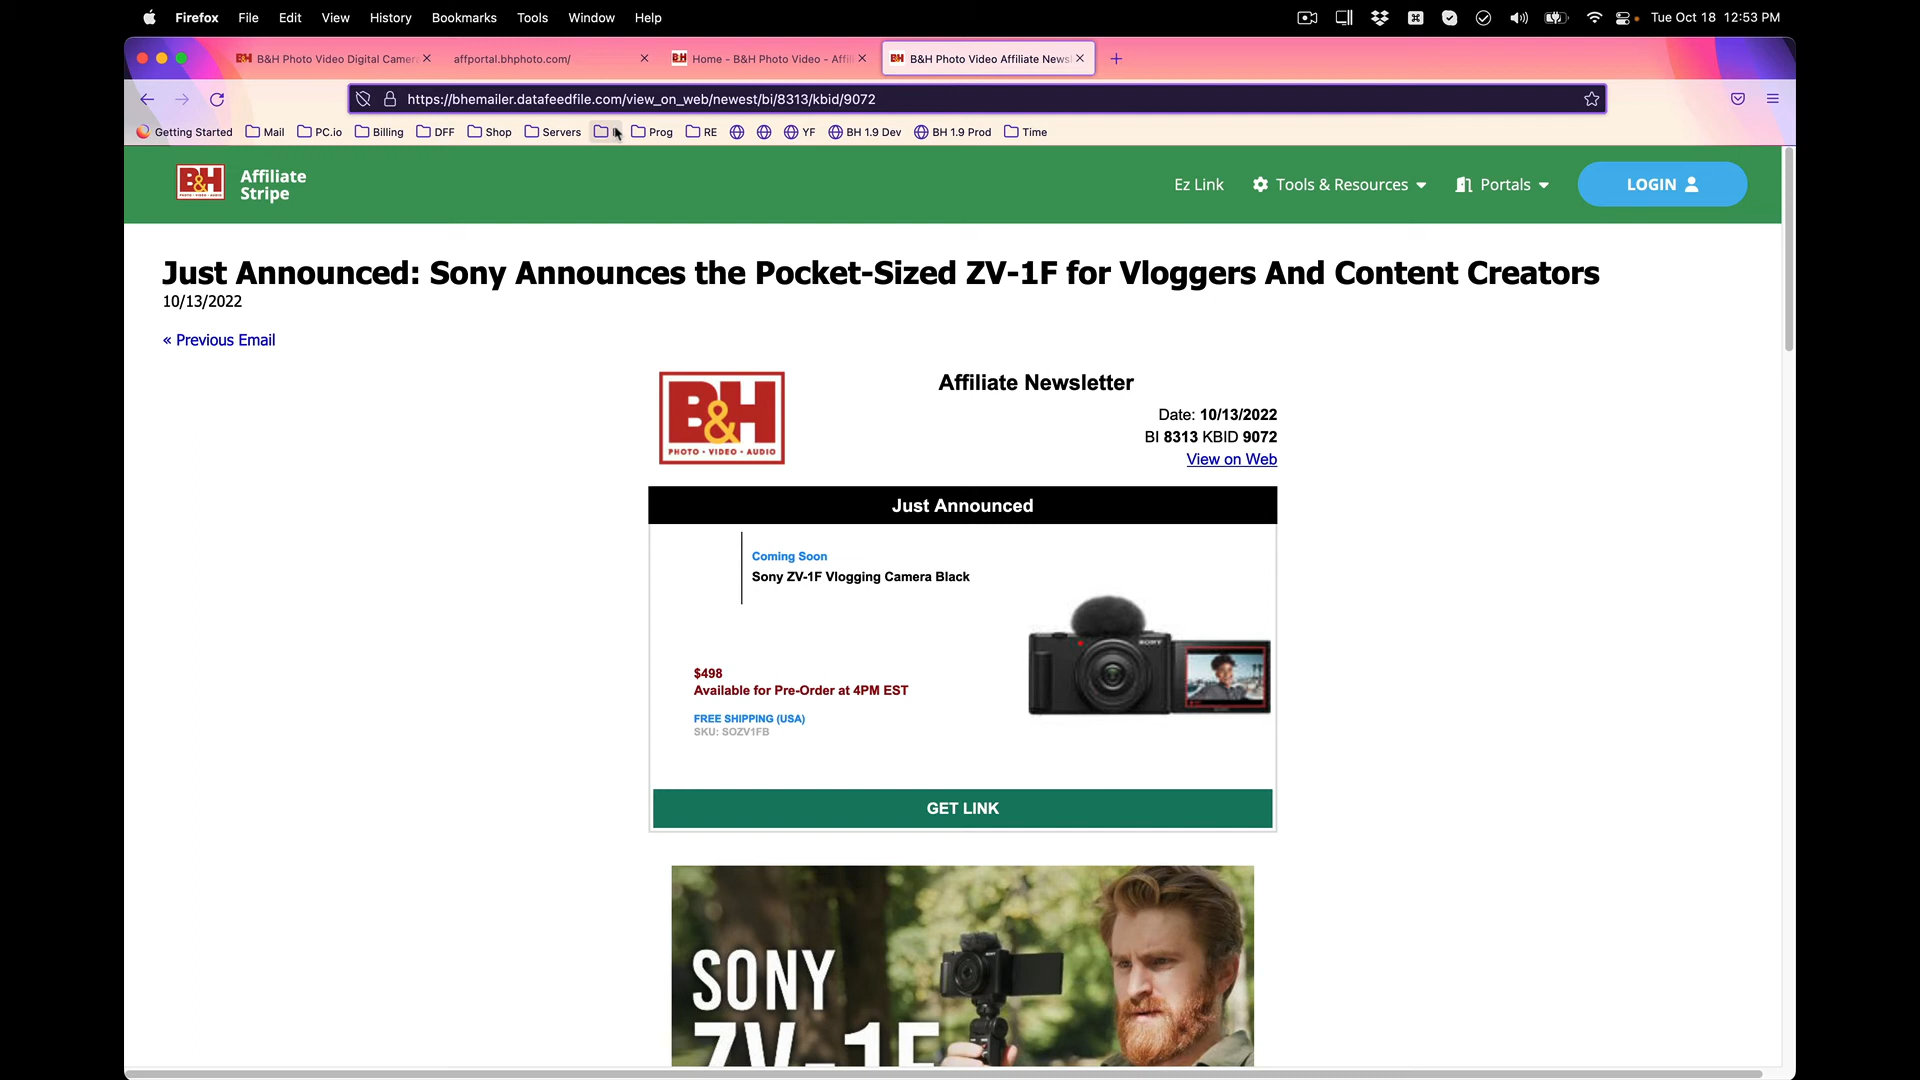 Firefox File Edit View History Bookmarks Tools Window Help Tue Oct 18 12:53 PM
B&H Photo Video Digital Camer affportal.bhphoto.com/ Home - B&H Photo Video - Affil B&H Photo Video Affiliate News
https://bhemailer.datafeedfile.com/view_on_web/newest/bi/8313/kbid/9072
Getting Started Mail PC.io Billing DFF Shop Servers Prog RE YF BH 1.9 Dev BH 1.9 Prod Time
B&H
PHOTO · VIDEO · AUDIO
Affiliate
Stripe
Ez Link Tools & Resources Portals LOGIN
Just Announced: Sony Announces the Pocket-Sized ZV-1F for Vloggers And Content Creators
10/13/2022
« Previous Email
B&H
PHOTO · VIDEO · AUDIO
Affiliate Newsletter
Date: 10/13/2022
BI 8313 KBID 9072
View on Web
Just Announced
Coming Soon
Sony ZV-1F Vlogging Camera Black
SONY
$498
Available for Pre-Order at 4PM EST
FREE SHIPPING (USA)
SKU: SOZV1FB
GET LINK
SONY
ZV-1F